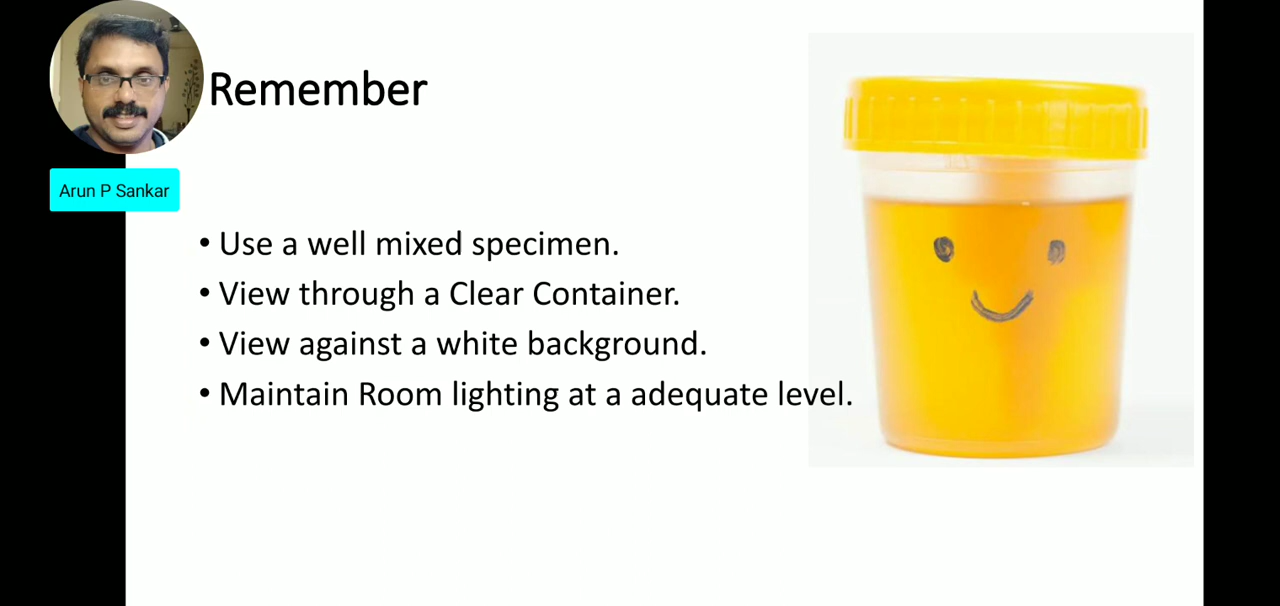 Remember
Arun P Sankar
• Use a well mixed specimen.
• View through a Clear Container.
• View against a white background.
• Maintain Room lighting at a adequate level.